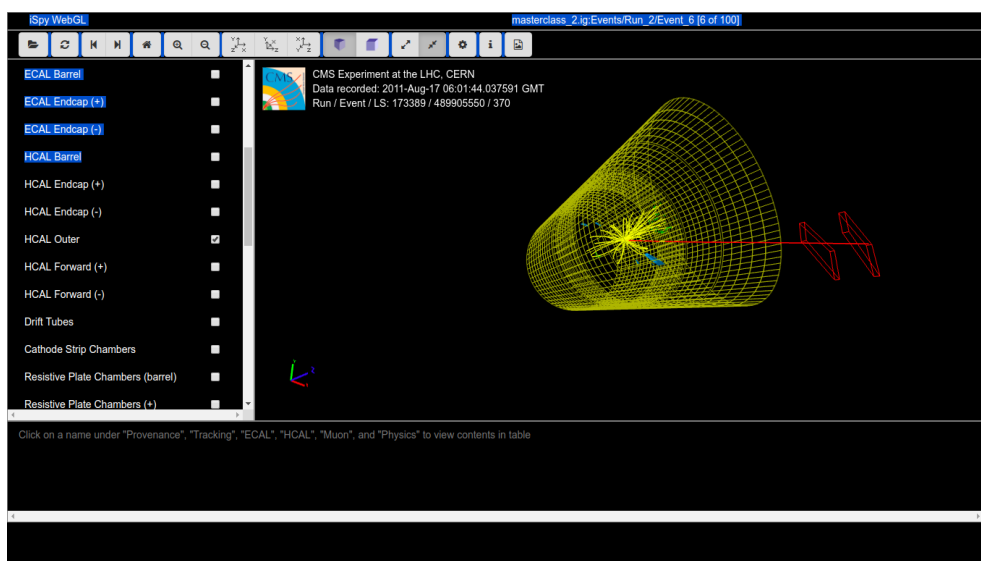 iSpy WebGL
masterclass_2.ig:Events/Run_2/Event_6 [6 of 100]
ECAL Barrel
ECAL Endcap (+)
ECAL Endcap (-)
HCAL Barrel
HCAL Endcap (+)
HCAL Endcap (-)
HCAL Outer
HCAL Forward (+)
HCAL Forward (-)
Drift Tubes
Cathode Strip Chambers
Resistive Plate Chambers (barrel)
Resistive Plate Chambers (+)
CMS
CMS Experiment at the LHC, CERN
Data recorded: 2011-Aug-17 06:01:44.037591 GMT
Run / Event / LS: 173389 / 489905550 / 370
Click on a name under "Provenance", "Tracking", "ECAL", "HCAL", "Muon", and "Physics" to view contents in table